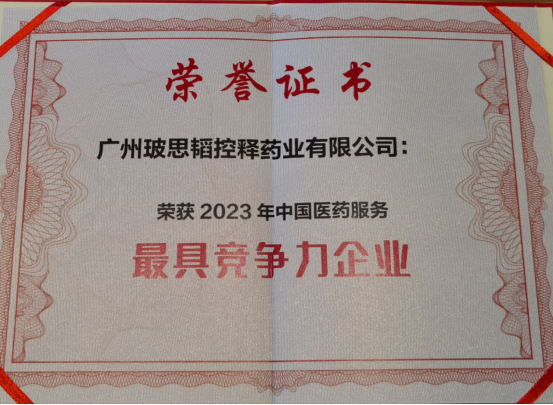 荣誉证书
广州玻思韬控释药业有限公司：
荣获 2023 年中国医药服务
最具竞争力企业